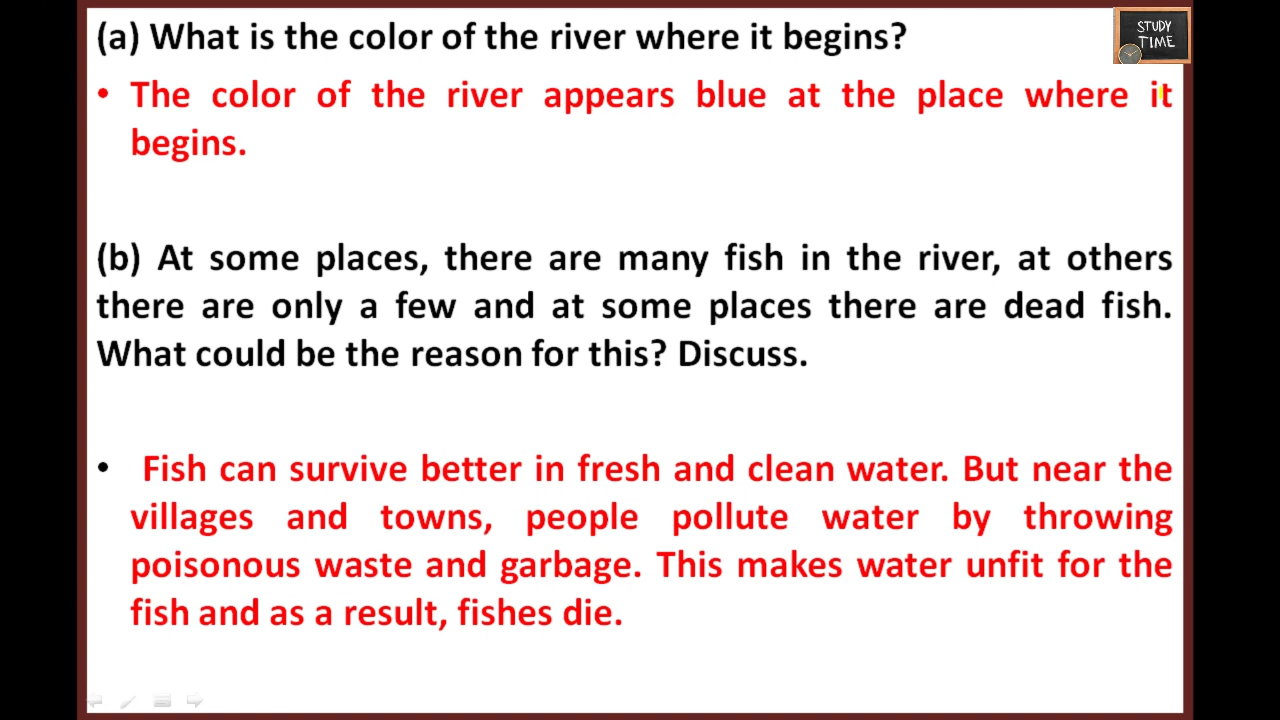 (a) What is the color of the river where it begins?
STUDY
TIME
• The color of the river appears blue at the place where it
begins.
(b) At some places, there are many fish in the river, at others
there are only a few and at some places there are dead fish.
What could be the reason for this? Discuss.
• Fish can survive better in fresh and clean water. But near the
villages and towns, people pollute water by throwing
poisonous waste and garbage. This makes water unfit for the
fish and as a result, fishes die.